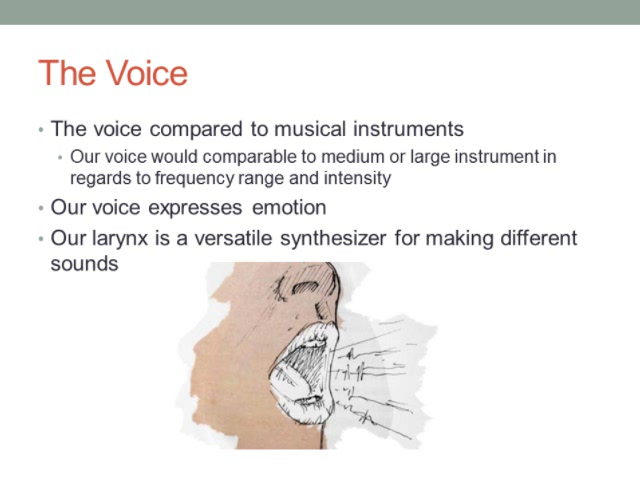 The Voice
• The voice compared to musical instruments
• Our voice would comparable to medium or large instrument in
regards to frequency range and intensity
• Our voice expresses emotion
• Our larynx is a versatile synthesizer for making different
sounds